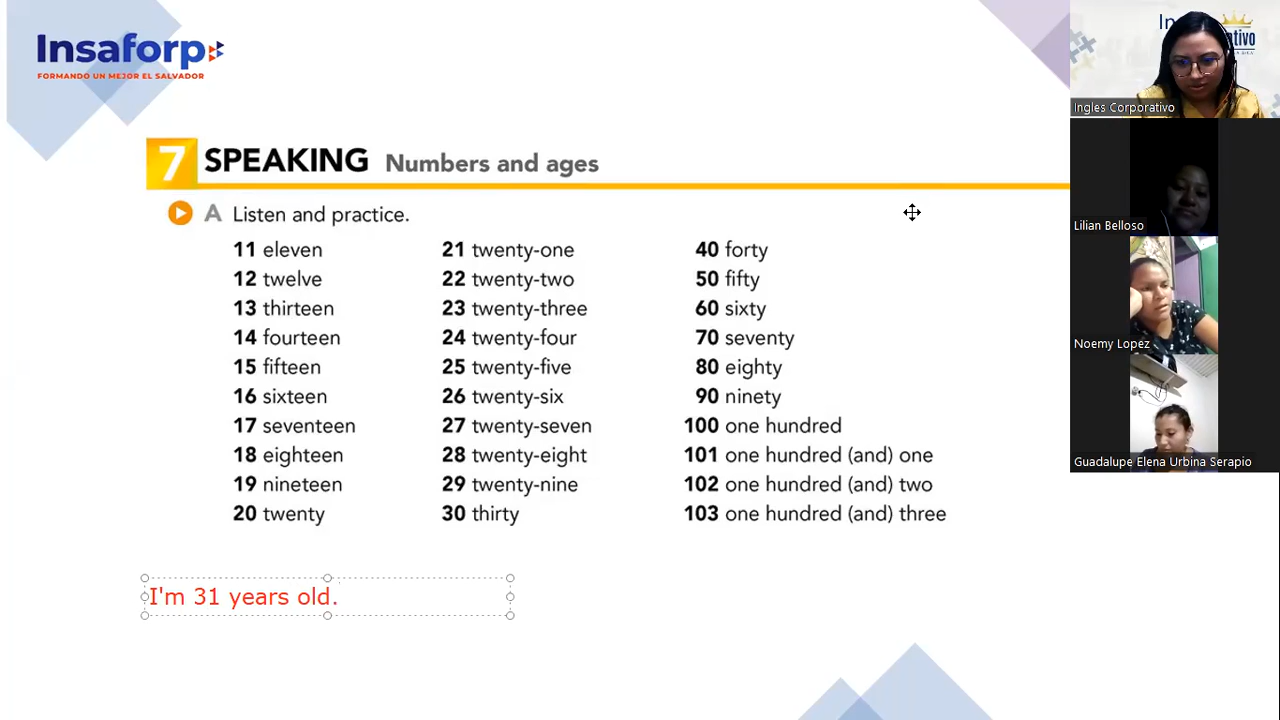 Insaforp
FORMANDO UN MEJOR EL SALVADOR
7 SPEAKING Numbers and ages
A Listen and practice.
11 eleven
12 twelve
13 thirteen
14 fourteen
15 fifteen
16 sixteen
17 seventeen
18 eighteen
19 nineteen
20 twenty
21 twenty-one
22 twenty-two
23 twenty-three
24 twenty-four
25 twenty-five
26 twenty-six
27 twenty-seven
28 twenty-eight
29 twenty-nine
30 thirty
40 forty
50 fifty
60 sixty
70 seventy
80 eighty
90 ninety
100 one hundred
101 one hundred (and) one
102 one hundred (and) two
103 one hundred (and) three
I'm 31 years old.
Ingles Corporativo
Lilian Belloso
Noemy Lopez
Guadalupe Elena Urbina Serapio